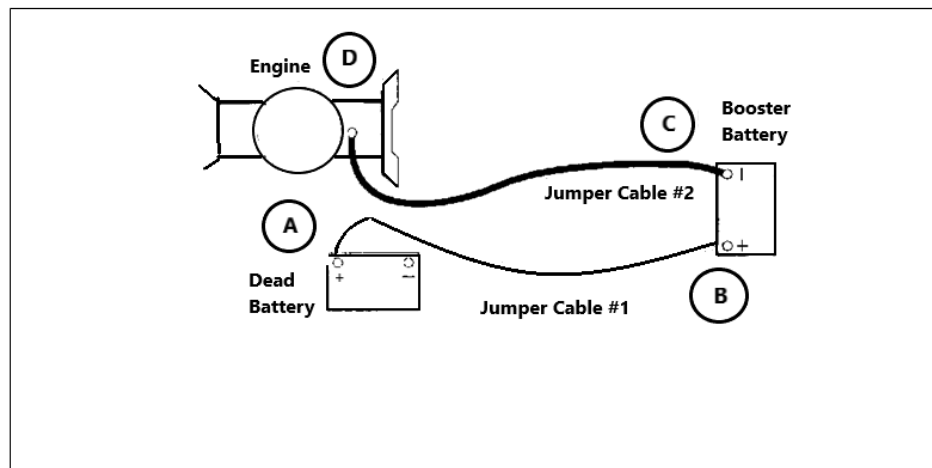 D
Engine
C
Booster
Battery
Jumper Cable #2
A
Dead
Battery
+ −
− 
+
B
Jumper Cable #1